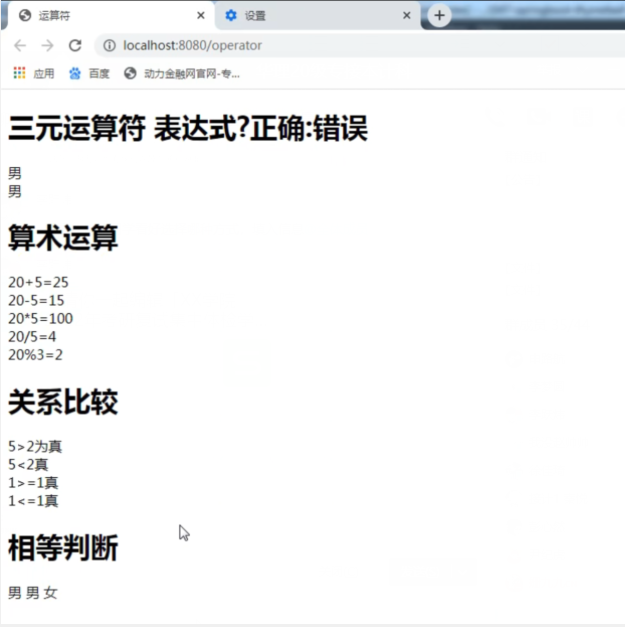 运算符
设置
localhost:8080/operator
应用 百度 动力金融网官网-专...
三元运算符 表达式?正确:错误
男
男
算术运算
20+5=25
20-5=15
20*5=100
20/5=4
20%3=2
关系比较
5>2为真
5<2真
1>=1真
1<=1真
相等判断
男 男 女